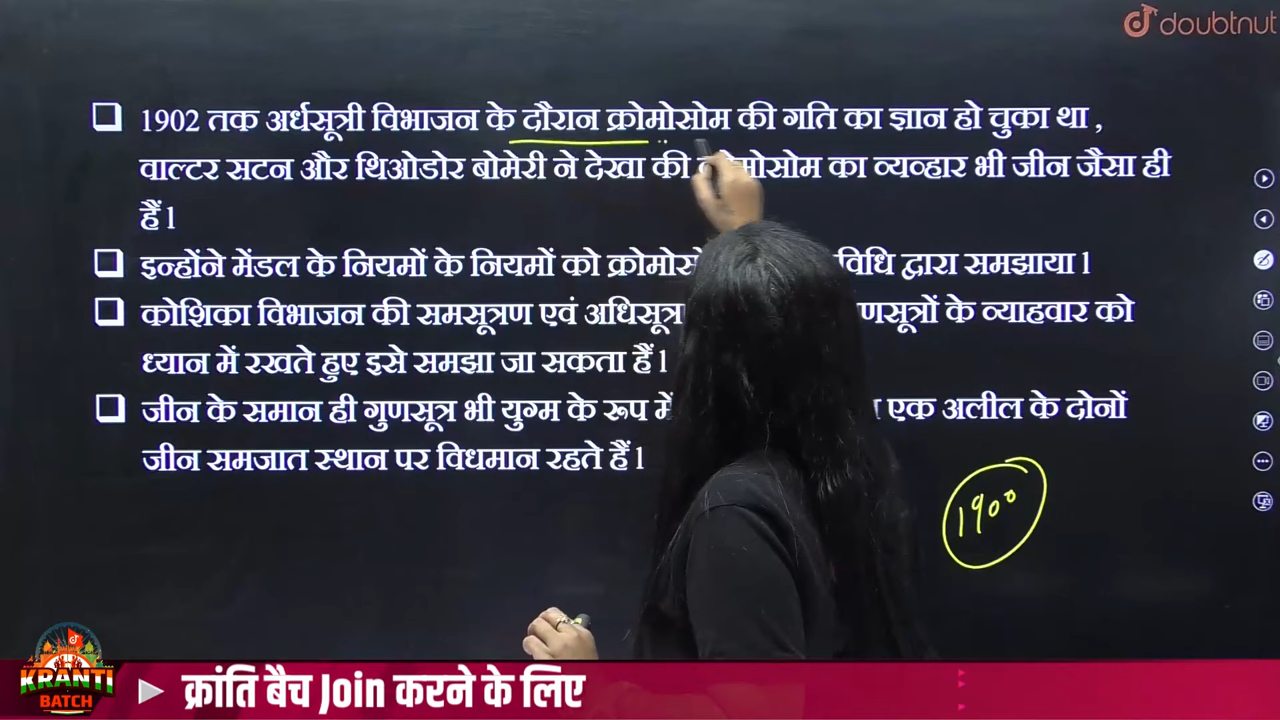 doubtnut
1902 तक अर्धसूत्री विभाजन के दौरान क्रोमोसोम की गति का ज्ञान हो चुका था ,
वाल्टर सटन और थिओडोर बोमेरी ने देखा की क्रोमोसोम का व्यव्हार भी जीन जैसा ही
हैं l
इन्होंने मेंडल के नियमों के नियमों को क्रोमोसो विधि द्वारा समझाया l
कोशिका विभाजन की समसूत्रण एवं अधिसूत्र णसूत्रों के व्याहवार को
ध्यान में रखते हुए इसे समझा जा सकता हैं l
जीन के समान ही गुणसूत्र भी युग्म के रूप में एक अलील के दोनों
जीन समजात स्थान पर विधमान रहते हैं l
1900
KRANTI
BATCH
क्रांति बैच Join करने के लिए